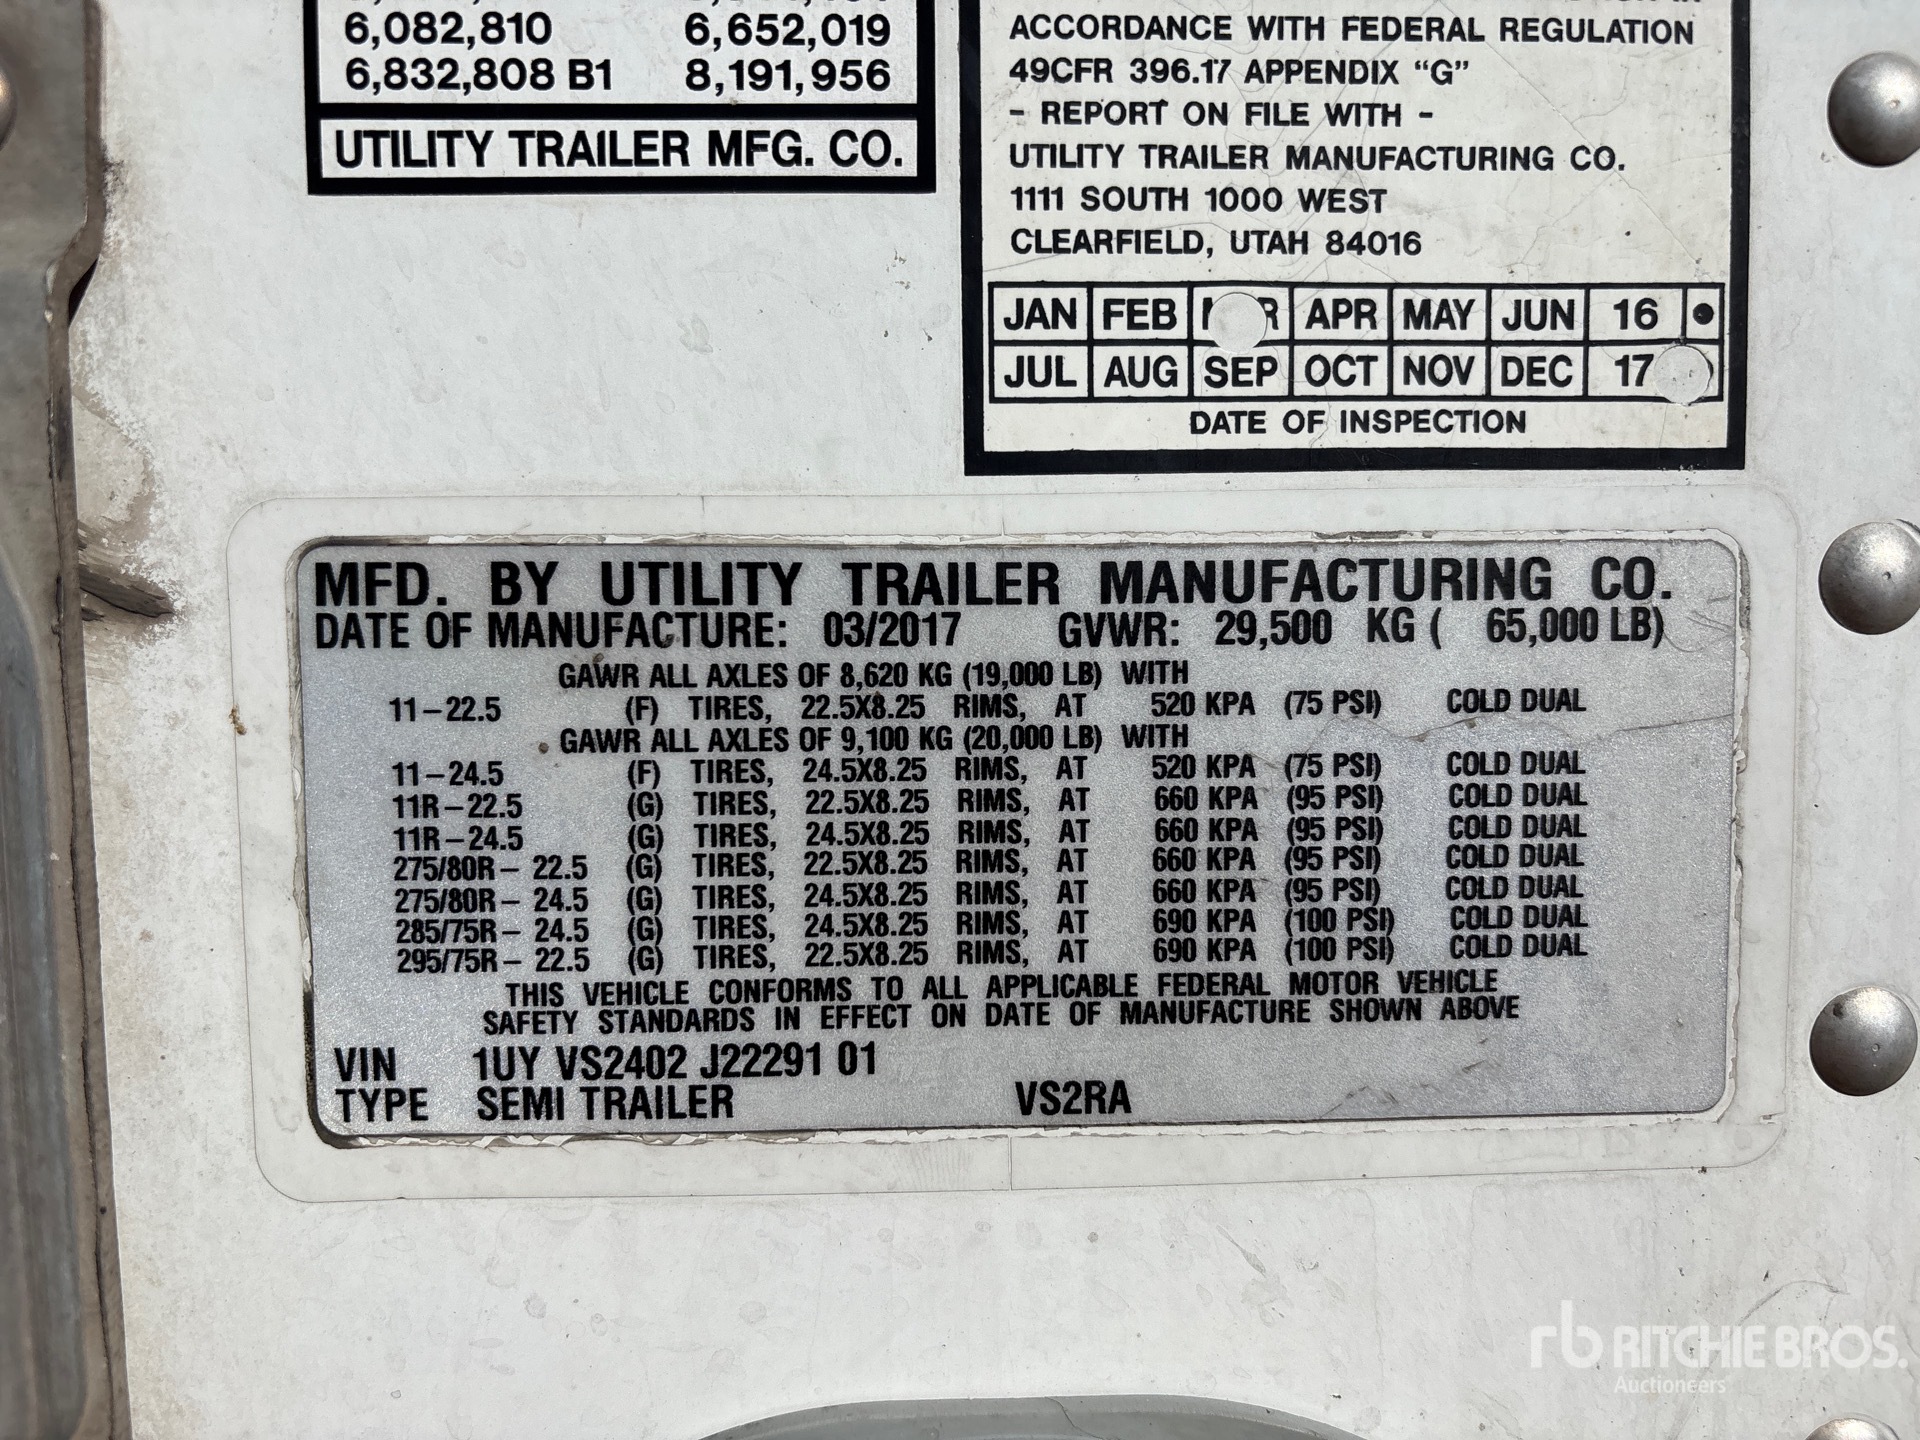 6,082,810 6,652,019
6,832,808 B1 8,191,956
UTILITY TRAILER MFG. CO.
ACCORDANCE WITH FEDERAL REGULATION
49CFR 396.17 APPENDIX “G”
- REPORT ON FILE WITH -
UTILITY TRAILER MANUFACTURING CO.
1111 SOUTH 1000 WEST
CLEARFIELD, UTAH 84016
JAN FEB APR MAY JUN 16
JUL AUG SEP OCT NOV DEC 17
DATE OF INSPECTION
MFD. BY UTILITY TRAILER MANUFACTURING CO.
DATE OF MANUFACTURE: 03/2017 GVWR: 29,500 KG ( 65,000 LB)
GAWR ALL AXLES OF 8,620 KG (19,000 LB) WITH
11-22.5 (F) TIRES, 22.5X8.25 RIMS, AT 520 KPA (75 PSI) COLD DUAL
GAWR ALL AXLES OF 9,100 KG (20,000 LB) WITH
11-24.5 (F) TIRES, 24.5X8.25 RIMS, AT 520 KPA (75 PSI) COLD DUAL
11R-22.5 (G) TIRES, 22.5X8.25 RIMS, AT 660 KPA (95 PSI) COLD DUAL
11R-24.5 (G) TIRES, 24.5X8.25 RIMS, AT 660 KPA (95 PSI) COLD DUAL
275/80R- 22.5 (G) TIRES, 22.5X8.25 RIMS, AT 660 KPA (95 PSI) COLD DUAL
275/80R- 24.5 (G) TIRES, 24.5X8.25 RIMS, AT 660 KPA (95 PSI) COLD DUAL
285/75R- 24.5 (G) TIRES, 24.5X8.25 RIMS, AT 690 KPA (100 PSI) COLD DUAL
295/75R- 22.5 (G) TIRES, 22.5X8.25 RIMS, AT 690 KPA (100 PSI) COLD DUAL
THIS VEHICLE CONFORMS TO ALL APPLICABLE FEDERAL MOTOR VEHICLE
SAFETY STANDARDS IN EFFECT ON DATE OF MANUFACTURE SHOWN ABOVE
VIN 1UY VS2402 J22291 01
TYPE SEMI TRAILER VS2RA
rb RITCHIE BROS.
Auctioneers